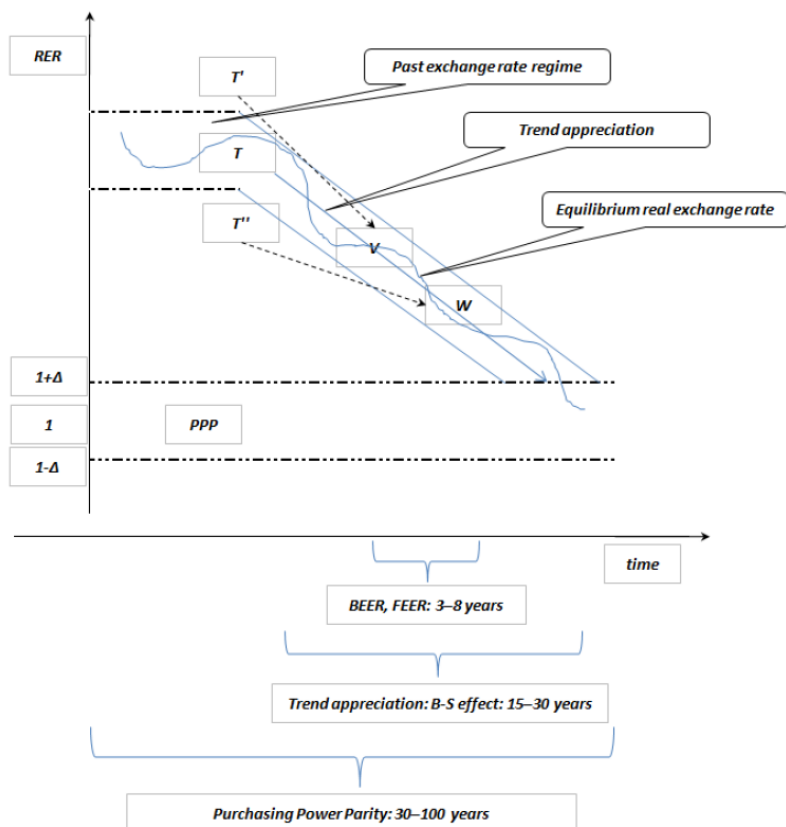 RER
T'
Past exchange rate regime
T
Trend appreciation
T"
Equilibrium real exchange rate
V
W
1+Δ
1
PPP
1-Δ
time
BEER, FEER: 3–8 years
Trend appreciation: B-S effect: 15–30 years
Purchasing Power Parity: 30–100 years